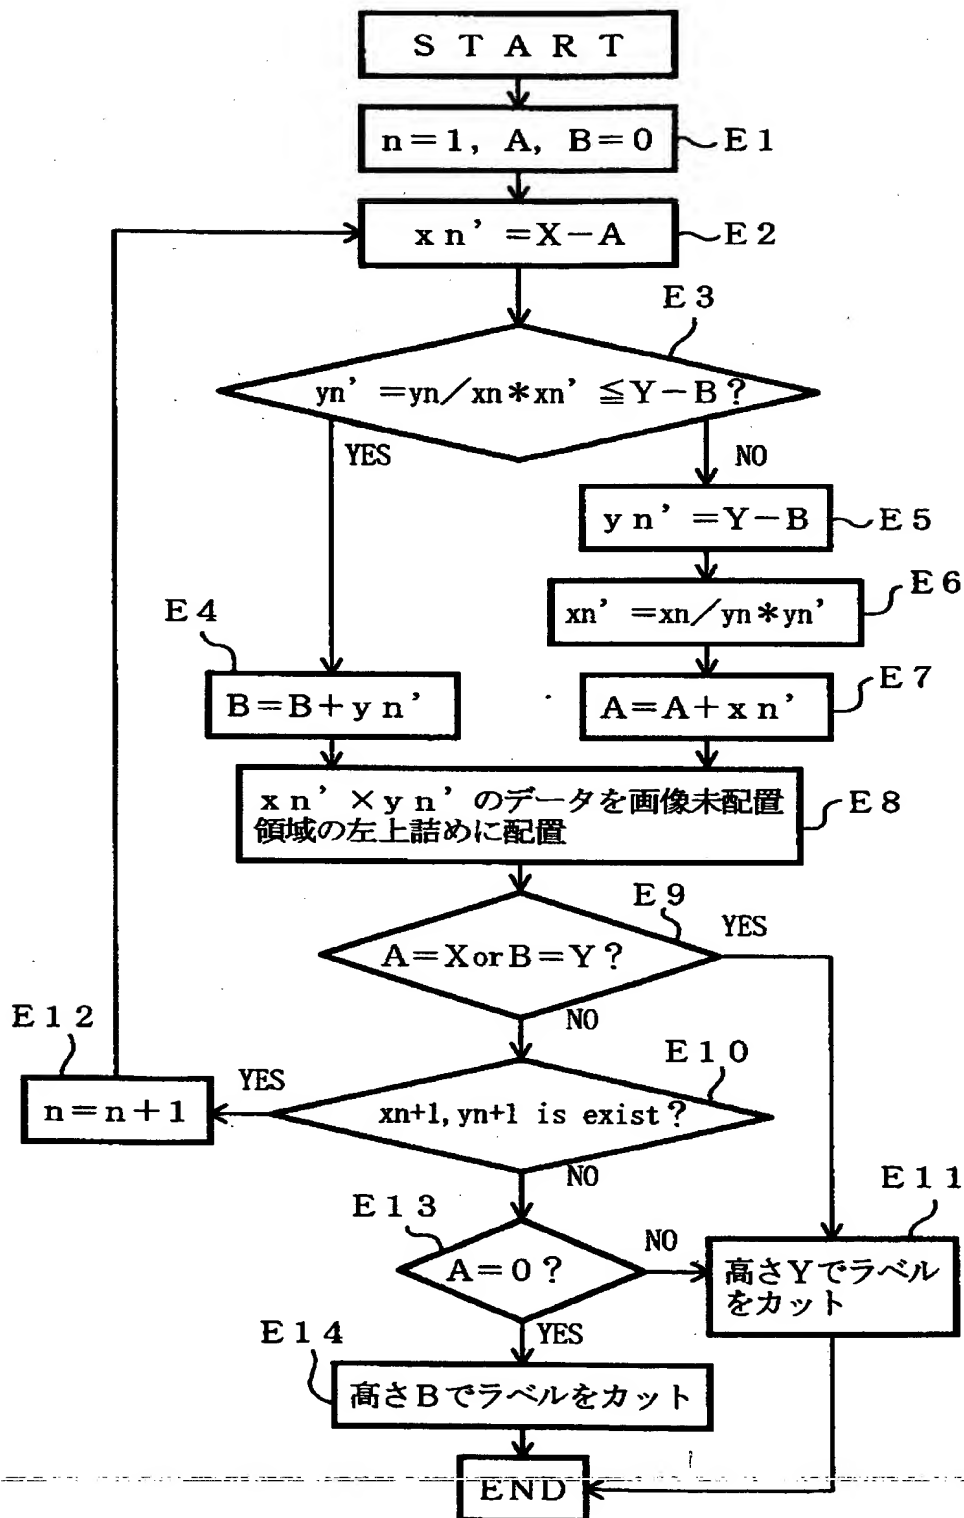 START
n=1, A, B=0
E1
xn'=X-A
E2
E3
yn'=yn/xn*xn'≦Y-B?
YES
NO
yn'=Y-B
E5
xn'=xn/yn*yn'
E6
E4
B=B+yn'
A=A+xn'
E7
xn'×yn'のデータを画像未配置
領域の左上詰めに配置
E8
E9
A=XorB=Y?
YES
NO
E12
n=n+1
YES
E10
xn+1,yn+1 is exist?
NO
E13
A=0?
NO
E11
高さYでラベル
をカット
YES
E14
高さBでラベルをカット
END